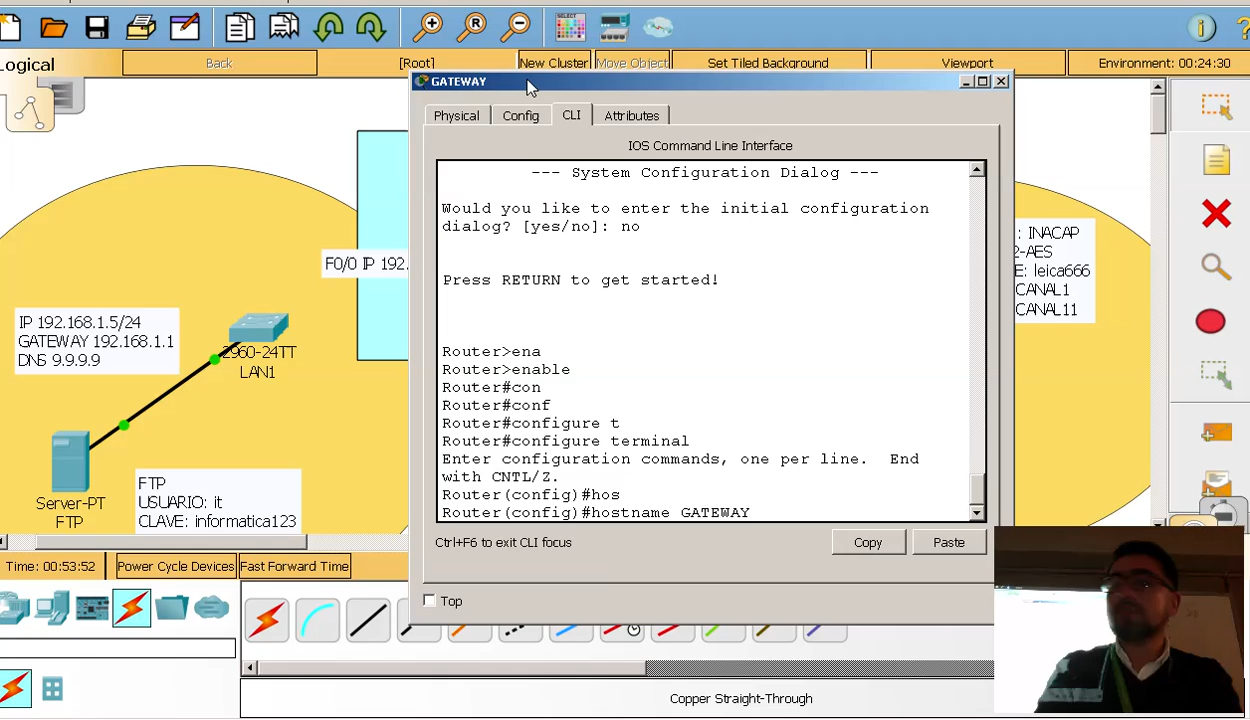 Logical
Back
[Root]
New Cluster
Move Object
Set Tiled Background
Viewport
Environment: 00:24:30
GATEWAY
Physical
Config
CLI
Attributes
IOS Command Line Interface
--- System Configuration Dialog ---
Would you like to enter the initial configuration
dialog? [yes/no]: no
Press RETURN to get started!
Router>ena
Router>enable
Router#con
Router#conf
Router#configure t
Router#configure terminal
Enter configuration commands, one per line. End
with CNTL/Z.
Router(config)#hos
Router(config)#hostname GATEWAY
Ctrl+F6 to exit CLI focus
Copy
Paste
Top
F0/0 IP 192.
IP 192.168.1.5/24
GATEWAY 192.168.1.1
DNS 9.9.9.9
2960-24TT
LAN1
Server-PT
FTP
FTP
USUARIO: it
CLAVE: informatica123
: INACAP
2-AES
E: leica666
CANAL1
CANAL11
Time: 00:53:52
Power Cycle Devices
Fast Forward Time
Copper Straight-Through
SELECT